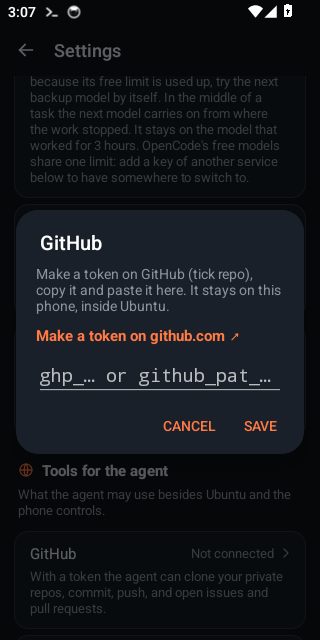 3:07
Settings
because its free limit is used up, try the next
backup model by itself. In the middle of a
task the next model carries on from where
the work stopped. It stays on the model that
worked for 3 hours. OpenCode's free models
share one limit: add a key of another service
below to have somewhere to switch to.
GitHub
Make a token on GitHub (tick repo),
copy it and paste it here. It stays on this
phone, inside Ubuntu.
Make a token on github.com ↗
ghp_… or github_pat_…
CANCEL SAVE
Tools for the agent
What the agent may use besides Ubuntu and the
phone controls.
GitHub Not connected
With a token the agent can clone your private
repos, commit, push, and open issues and
pull requests.